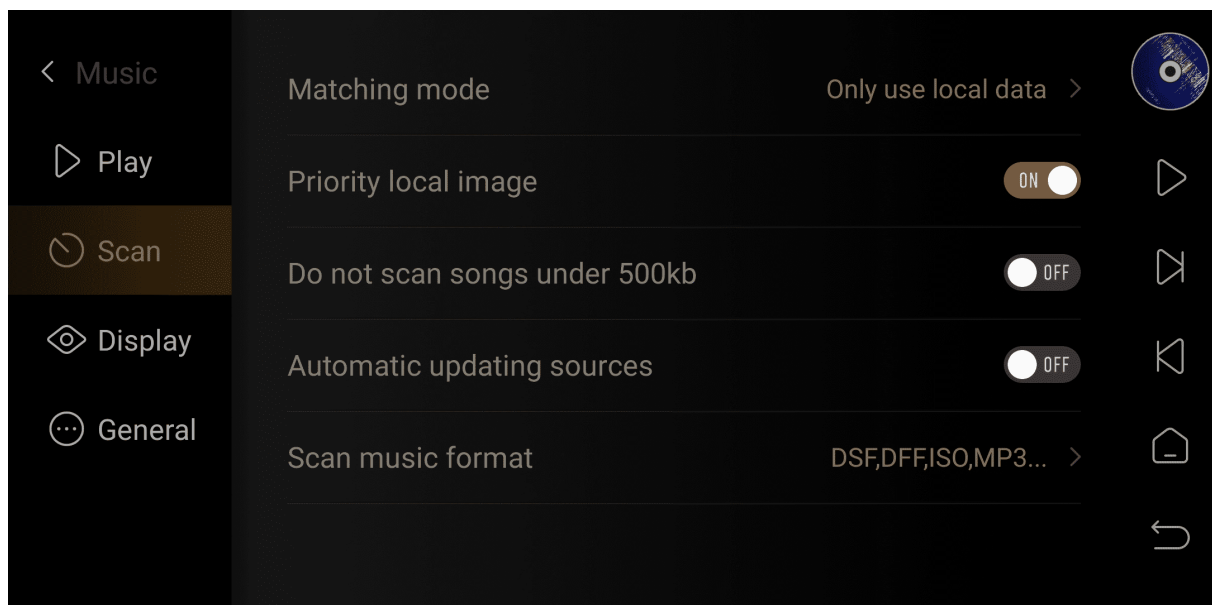 Music
Play
Scan
Display
General
Matching mode
Only use local data
Priority local image
ON
Do not scan songs under 500kb
OFF
Automatic updating sources
OFF
Scan music format
DSF,DFF,ISO,MP3...